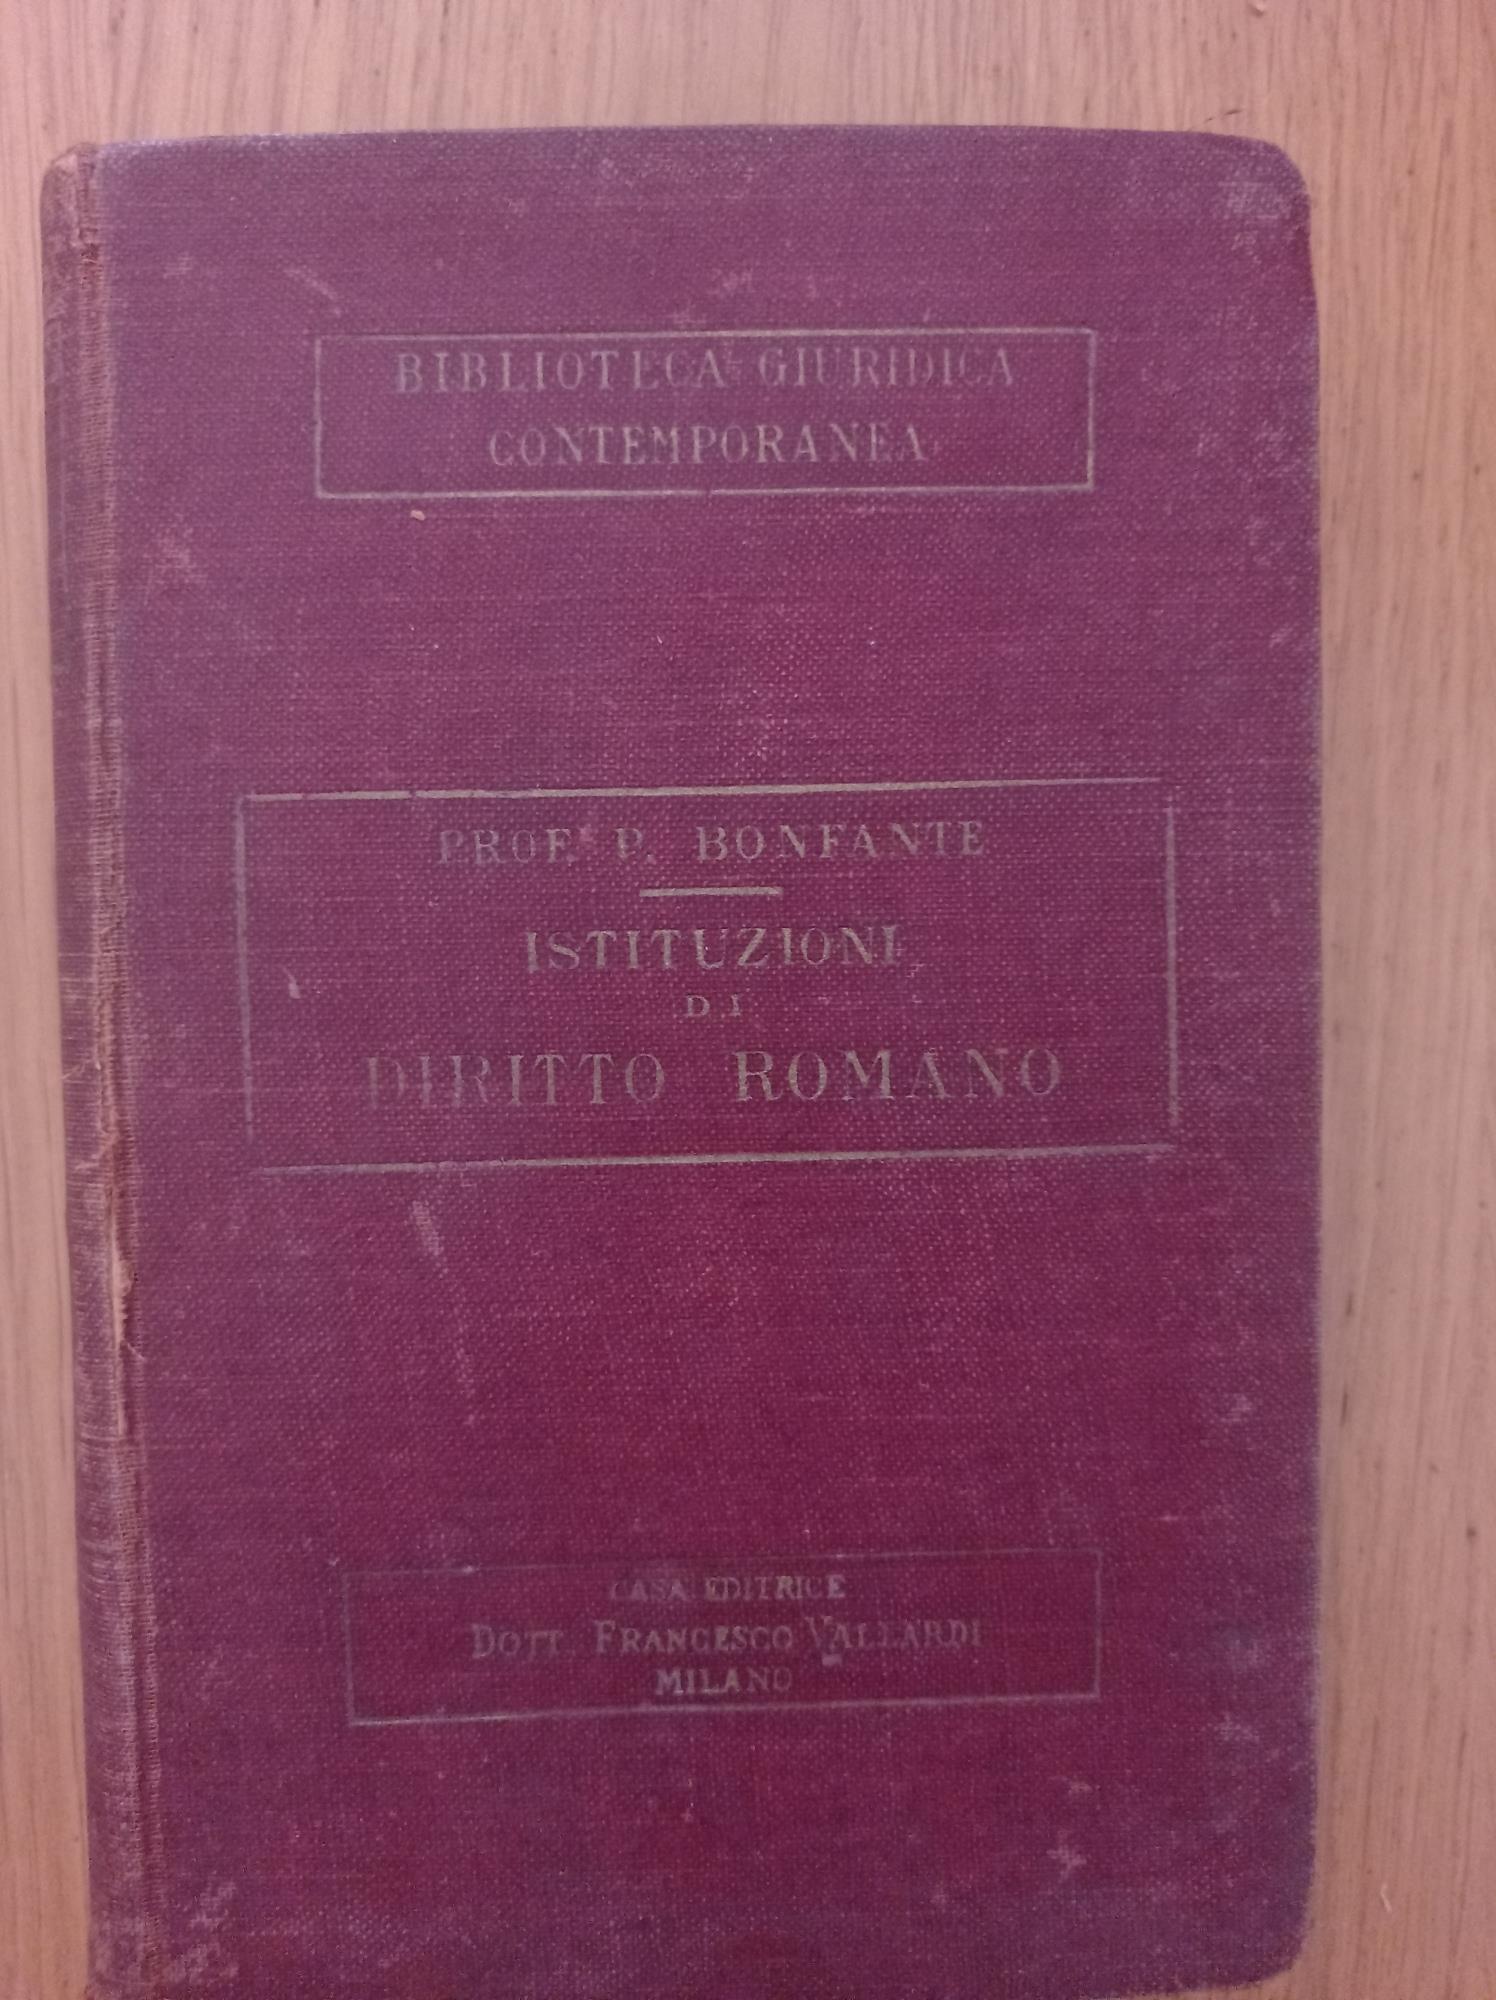 BIBLIOTECA GIURIDICA
CONTEMPORANEA
PROF. P. BONFANTE
ISTITUZIONI
DI
DIRITTO ROMANO
CASA EDITRICE
DOTT. FRANCESCO VALLARDI
MILANO